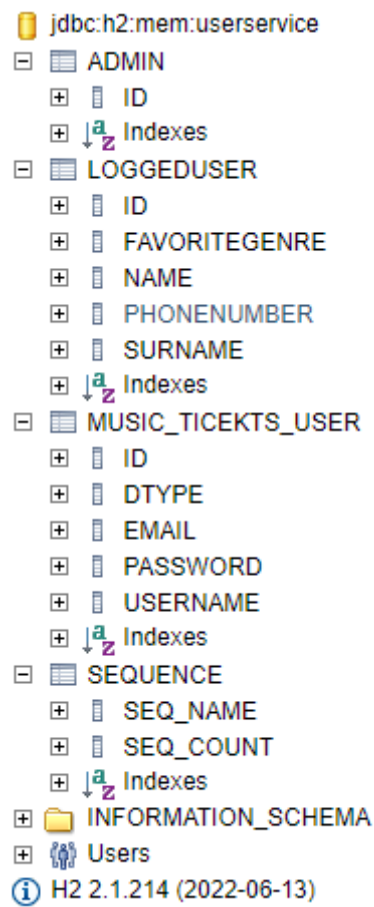 jdbc:h2:mem:userservice
ADMIN
ID
Indexes
LOGGEDUSER
ID
FAVORITEGENRE
NAME
PHONENUMBER
SURNAME
Indexes
MUSIC_TICEKTS_USER
ID
DTYPE
EMAIL
PASSWORD
USERNAME
Indexes
SEQUENCE
SEQ_NAME
SEQ_COUNT
Indexes
INFORMATION_SCHEMA
Users
H2 2.1.214 (2022-06-13)